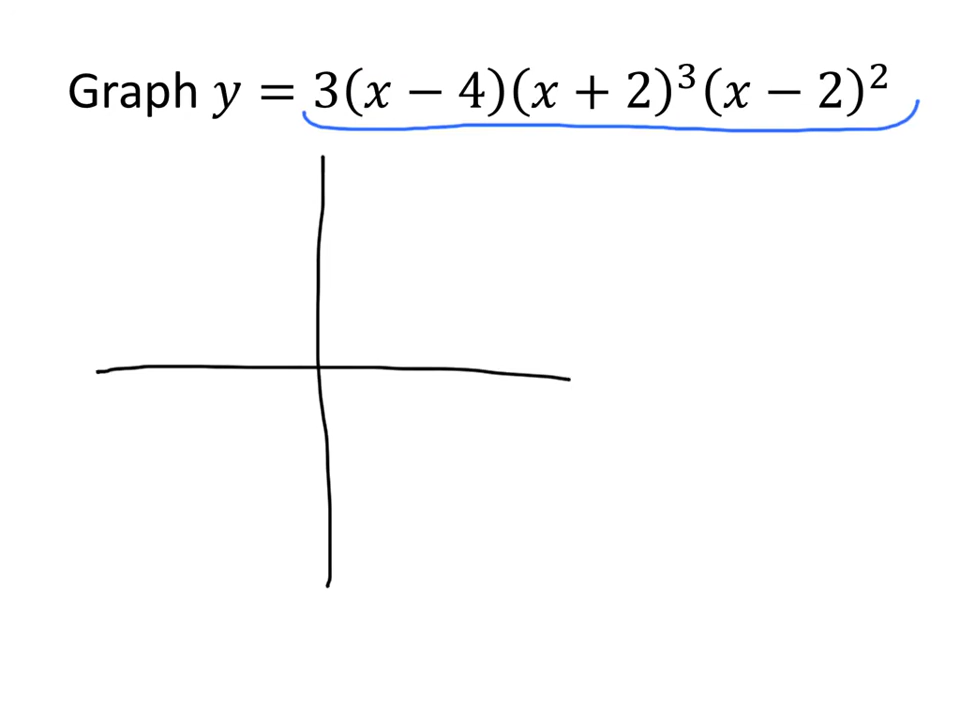 Graph 𝑦 = 3(𝑥 − 4)(𝑥 + 2)³(𝑥 − 2)²